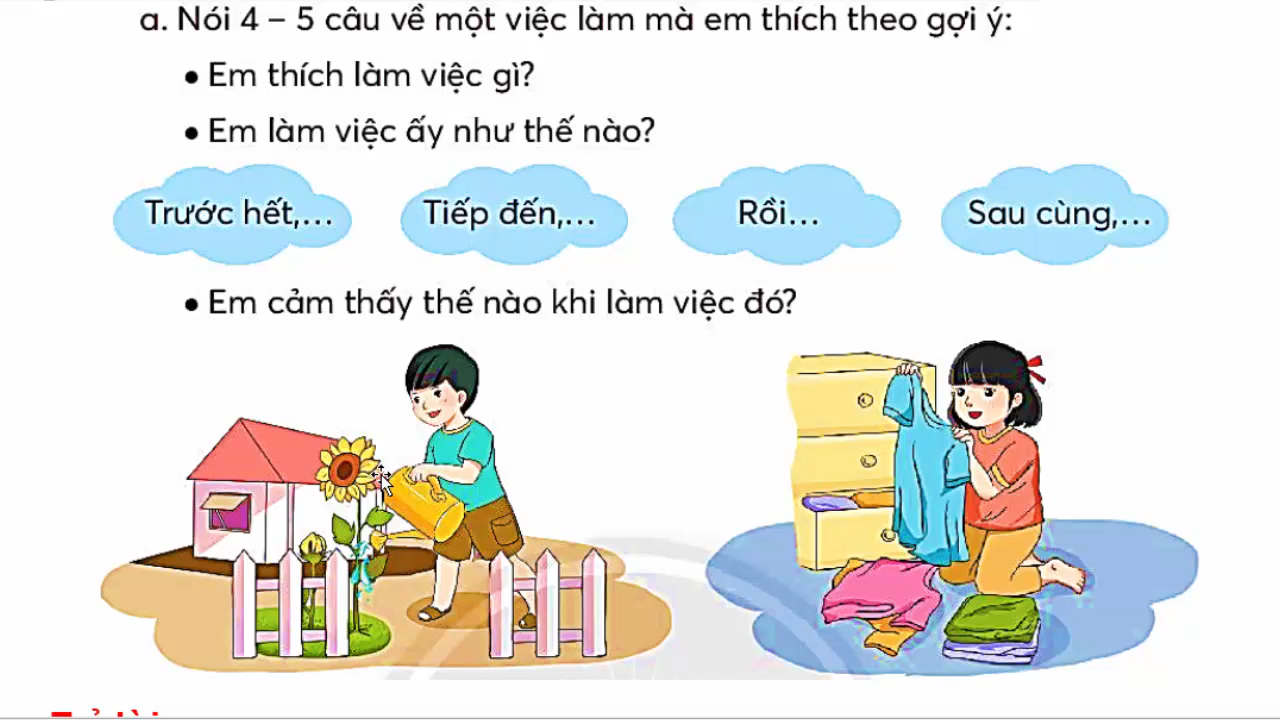 a. Nói 4 – 5 câu về một việc làm mà em thích theo gợi ý:
• Em thích làm việc gì?
• Em làm việc ấy như thế nào?
Trước hết,... Tiếp đến,... Rồi... Sau cùng,...
• Em cảm thấy thế nào khi làm việc đó?